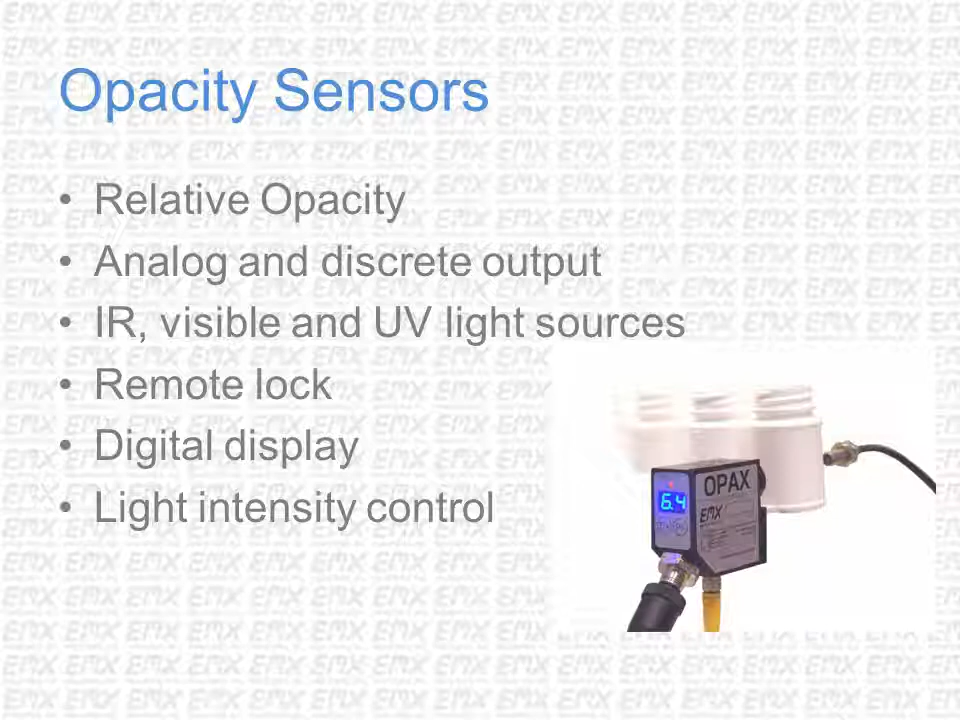 Opacity Sensors
• Relative Opacity
• Analog and discrete output
• IR, visible and UV light sources
• Remote lock
• Digital display
• Light intensity control
OPAX
6.4
EMX